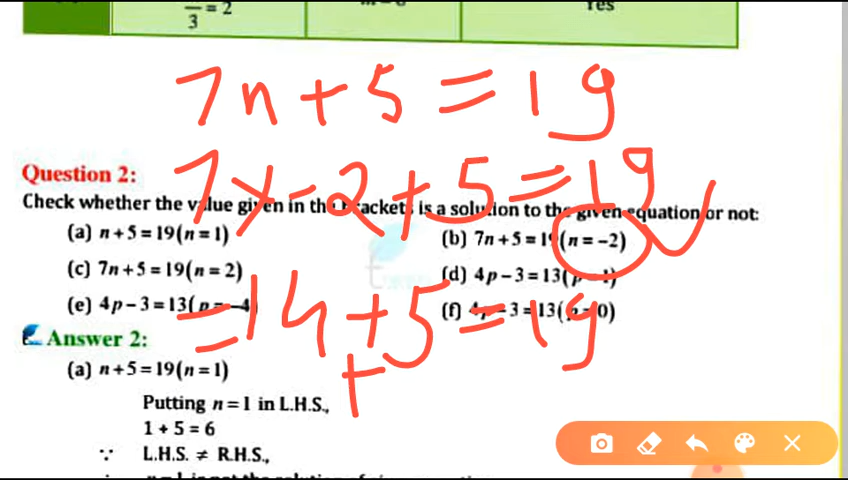 3 = 2
Yes
7n + 5 = 19
Question 2:
7x - 2 + 5 = 19
Check whether the value given in the brackets is a solution to the given equation or not:
(a) n + 5 = 19 (n = 1)
(b) 7n + 5 = 19 (n = -2)
(c) 7n + 5 = 19 (n = 2)
(d) 4p - 3 = 13
(e) 4p - 3 = 13
= 14 + 5 = 19
(f) 4p - 3 = 13
+
Answer 2:
(a) n + 5 = 19 (n = 1)
Putting n = 1 in L.H.S.,
1 + 5 = 6
∵ L.H.S. ≠ R.H.S.,